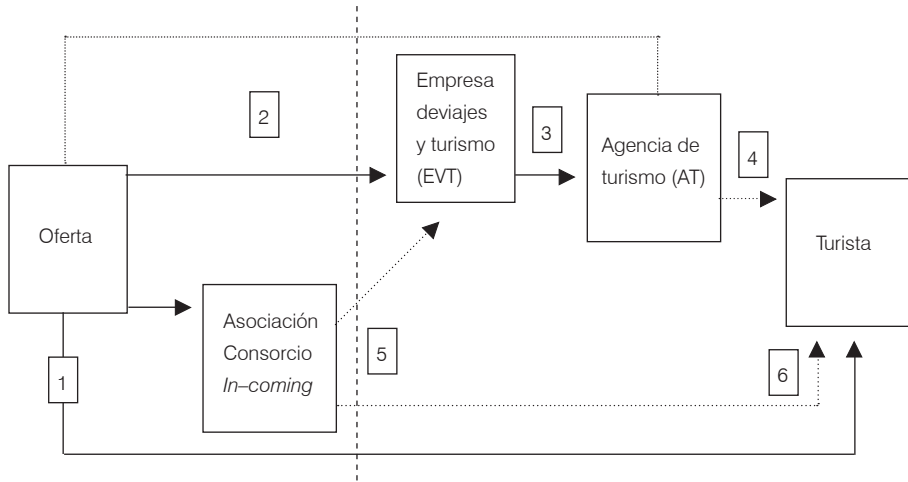 2
Empresa
deviajes
y turismo
(EVT)
3
Agencia de
turismo (AT)
4
Oferta
Turista
Asociación
Consorcio
In–coming
5
1
6